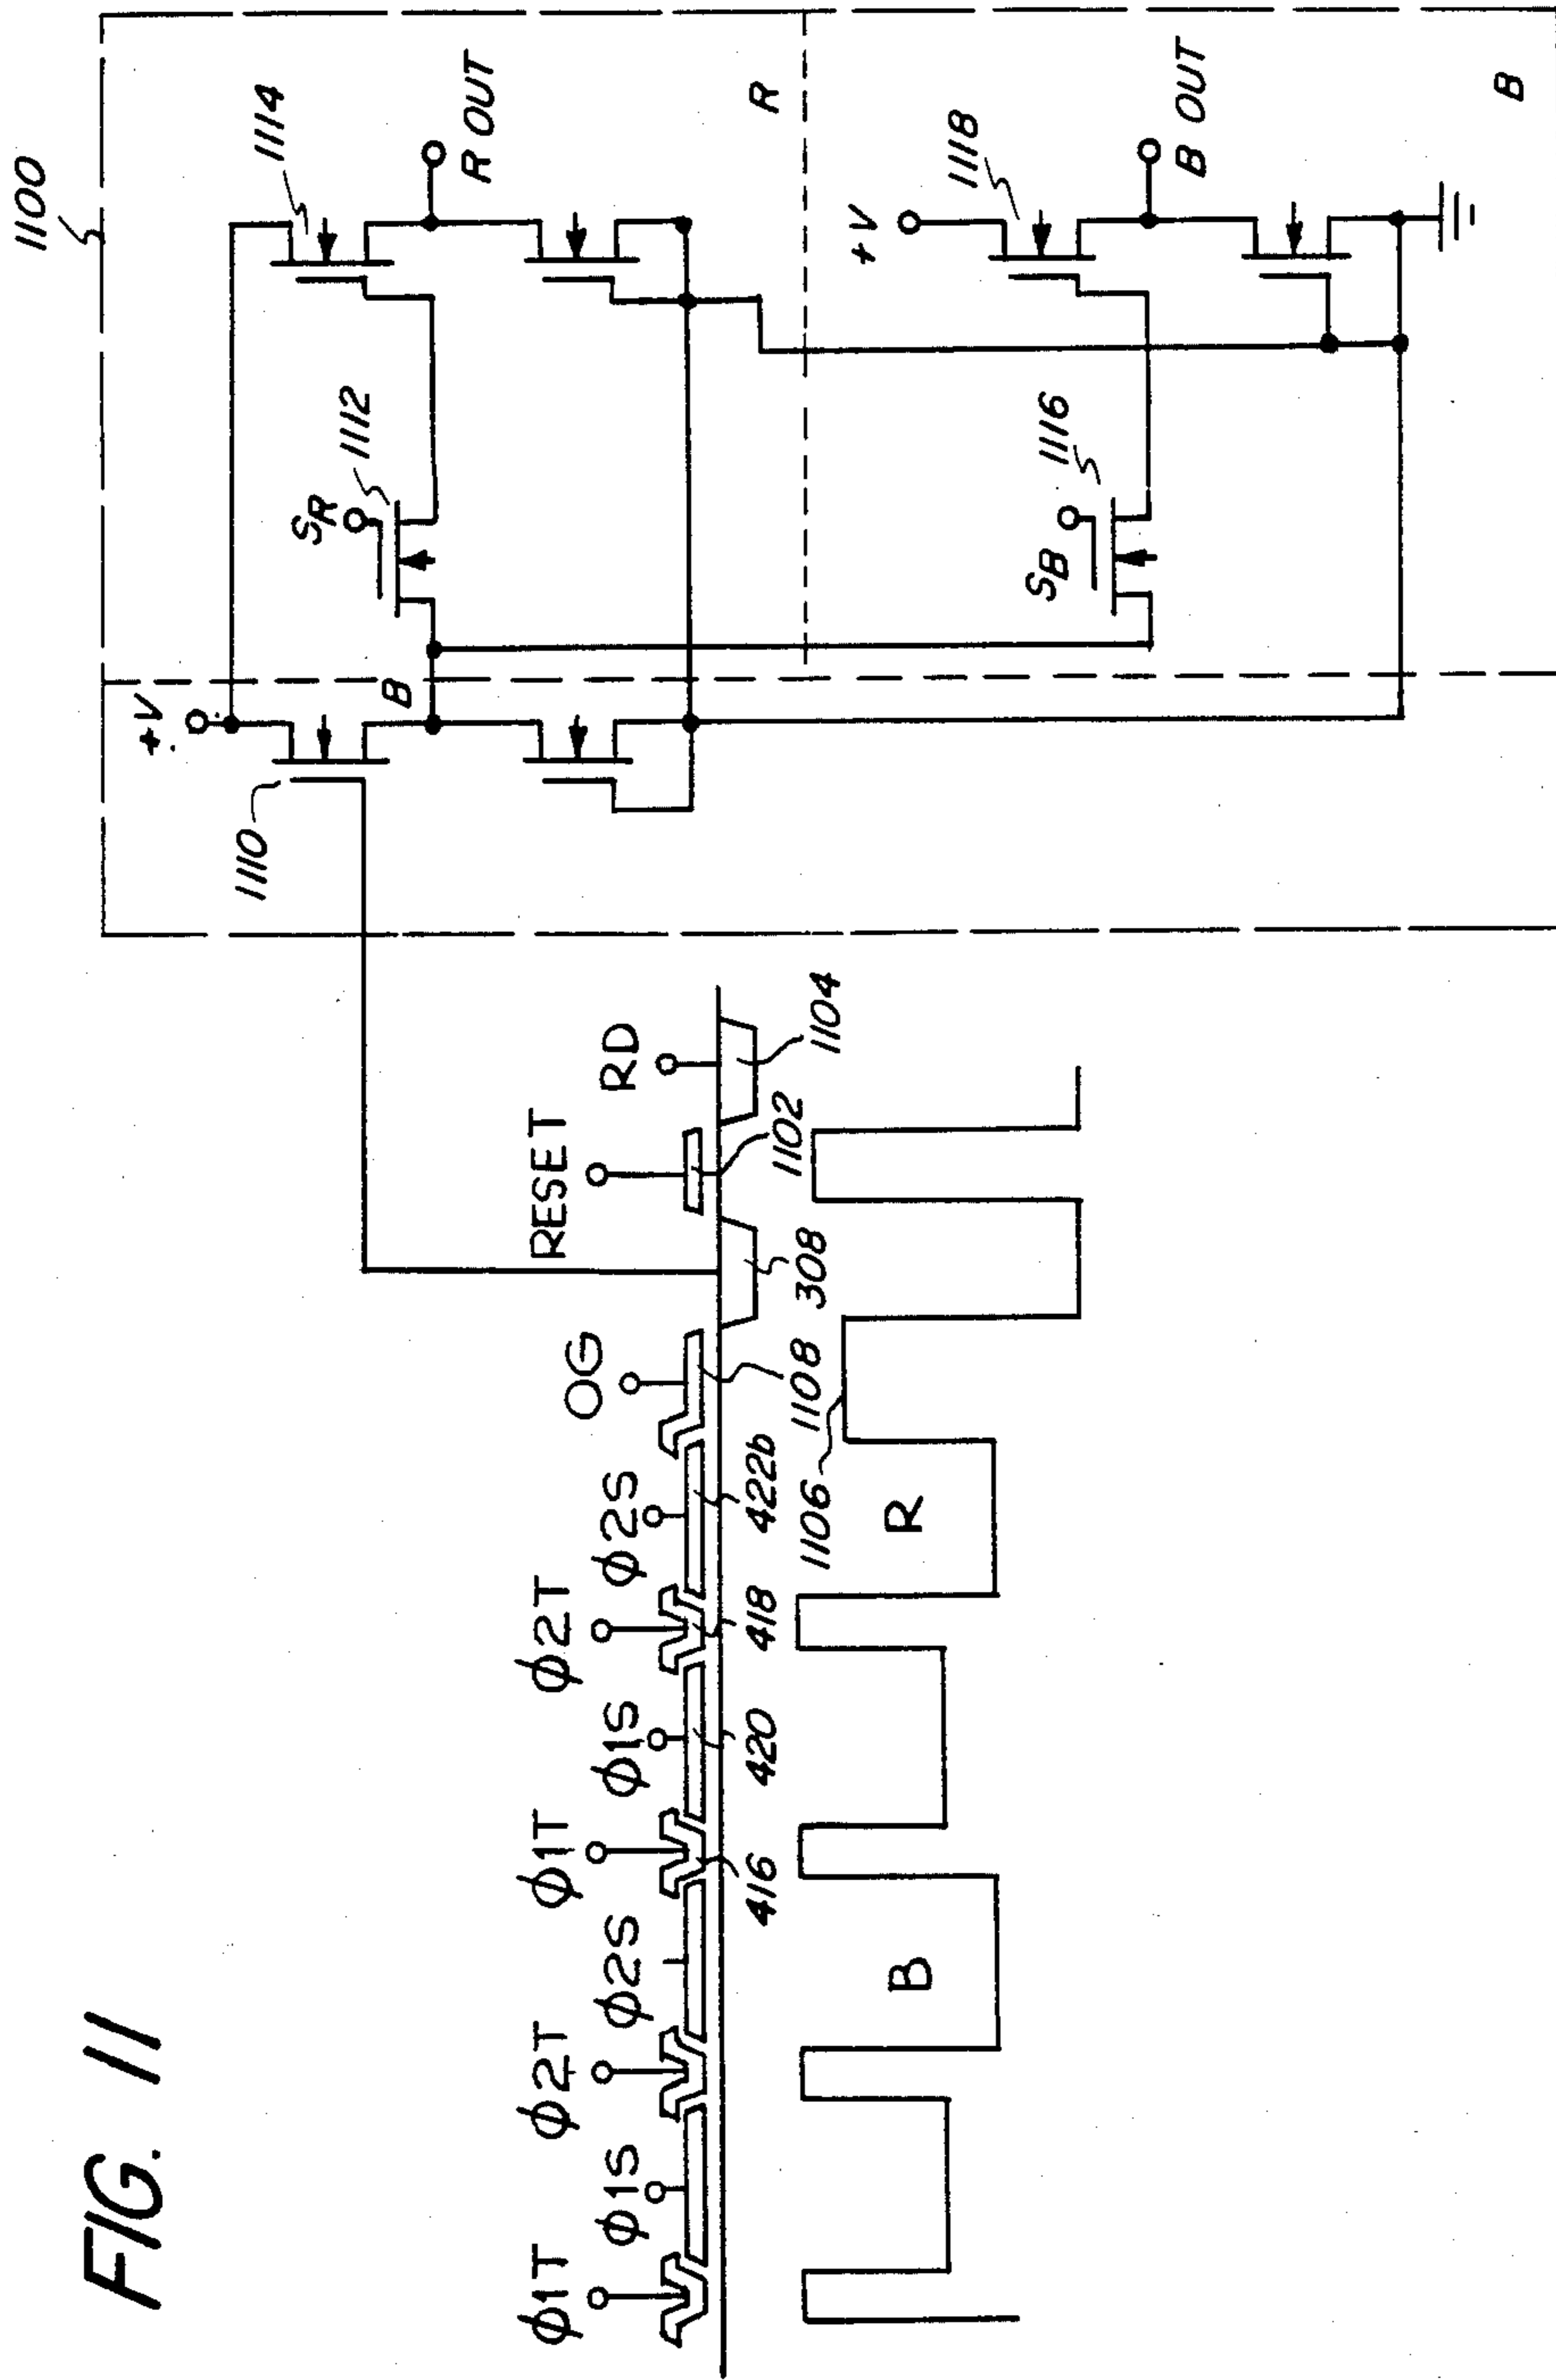 FIG. 11
1100
+V
1110
B
SR
1112
1114
R OUT
R
SB
1116
+V
1118
B OUT
B
φ1T
φ1S
φ2T
φ2S
φ1T
φ1S
φ2T
φ2S
OG
RESET
RD
416
420
418
422b
1108
308
1102
1104
1106
B
R